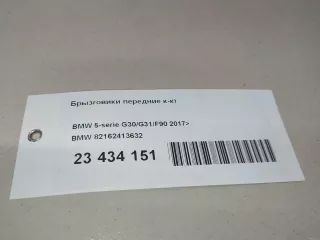 Брызговики передние к-кт
BMW 5-serie G30/G31/F90 2017>
BMW 82162413632
23 434 151